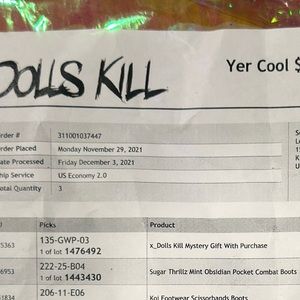 DOLLS KILL
Yer Cool $
rder # 311001037447
Order Placed Monday November 29, 2021
ate Processed Friday December 3, 2021
hip Service US Economy 2.0
otal Quantity 3
Picks Product
5363 135-GWP-03 x_Dolls Kill Mystery Gift With Purchase
1 of lot 1476492
6953 222-25-B04 Sugar Thrillz Mint Obsidian Pocket Combat Boots
1 of lot 1443430
51834 206-11-E06 Koi Footwear Scissorhands Boots